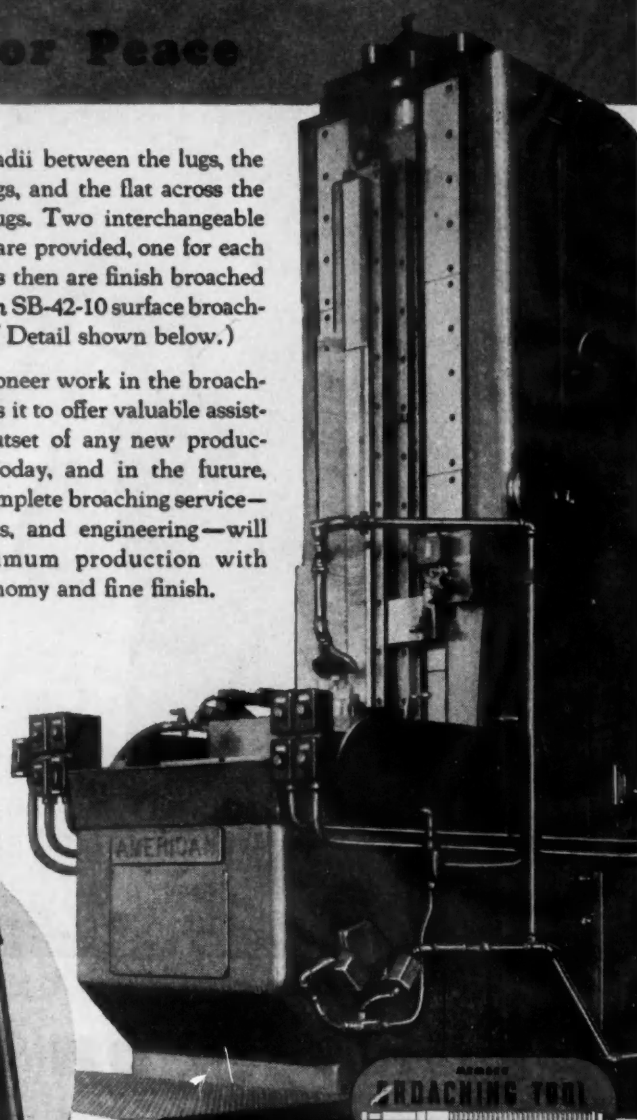 or Peace
adii between the lugs, the
gs, and the flat across the
ugs. Two interchangeable
are provided, one for each
s then are finish broached
n SB-42-10 surface broach-
Detail shown below.)
oneer work in the broach-
s it to offer valuable assist-
utset of any new produc-
oday, and in the future,
mplete broaching service—
s, and engineering—will
mum production with
nomy and fine finish.
AMERICAN
MEMBER
BROACHING TOOL